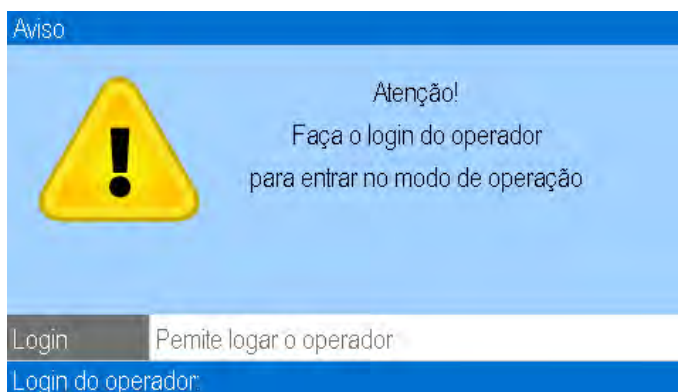 Aviso
Atenção!
Faça o login do operador
para entrar no modo de operação
Login Pemite logar o operador
Login do operador: